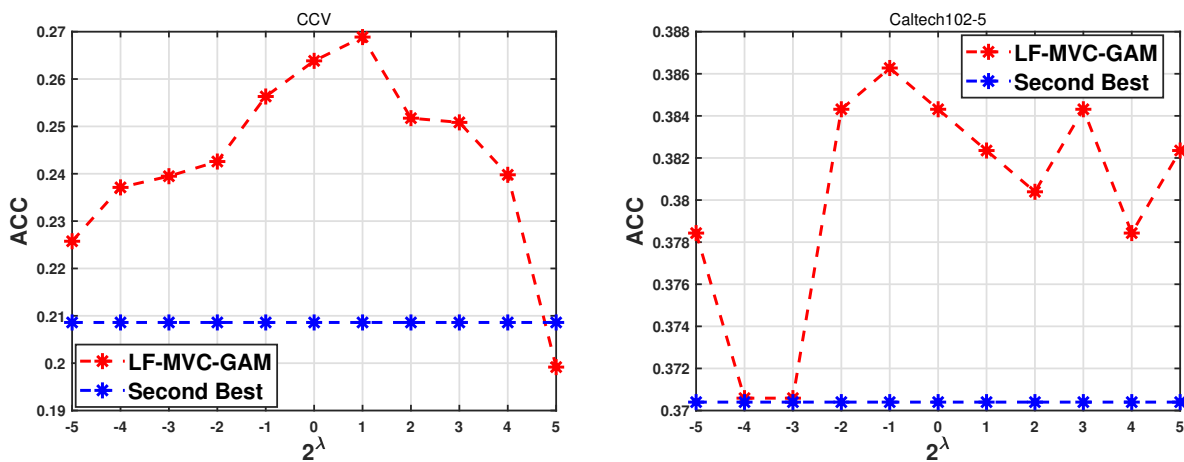 CCV
0.27
0.26
0.25
0.24
0.23
0.22
0.21
0.2
0.19
ACC
-5 -4 -3 -2 -1 0 1 2 3 4 5
2^λ
LF-MVC-GAM
Second Best
Caltech102-5
0.388
0.386
0.384
0.382
0.38
0.378
0.376
0.374
0.372
0.37
ACC
-5 -4 -3 -2 -1 0 1 2 3 4 5
2^λ
LF-MVC-GAM
Second Best